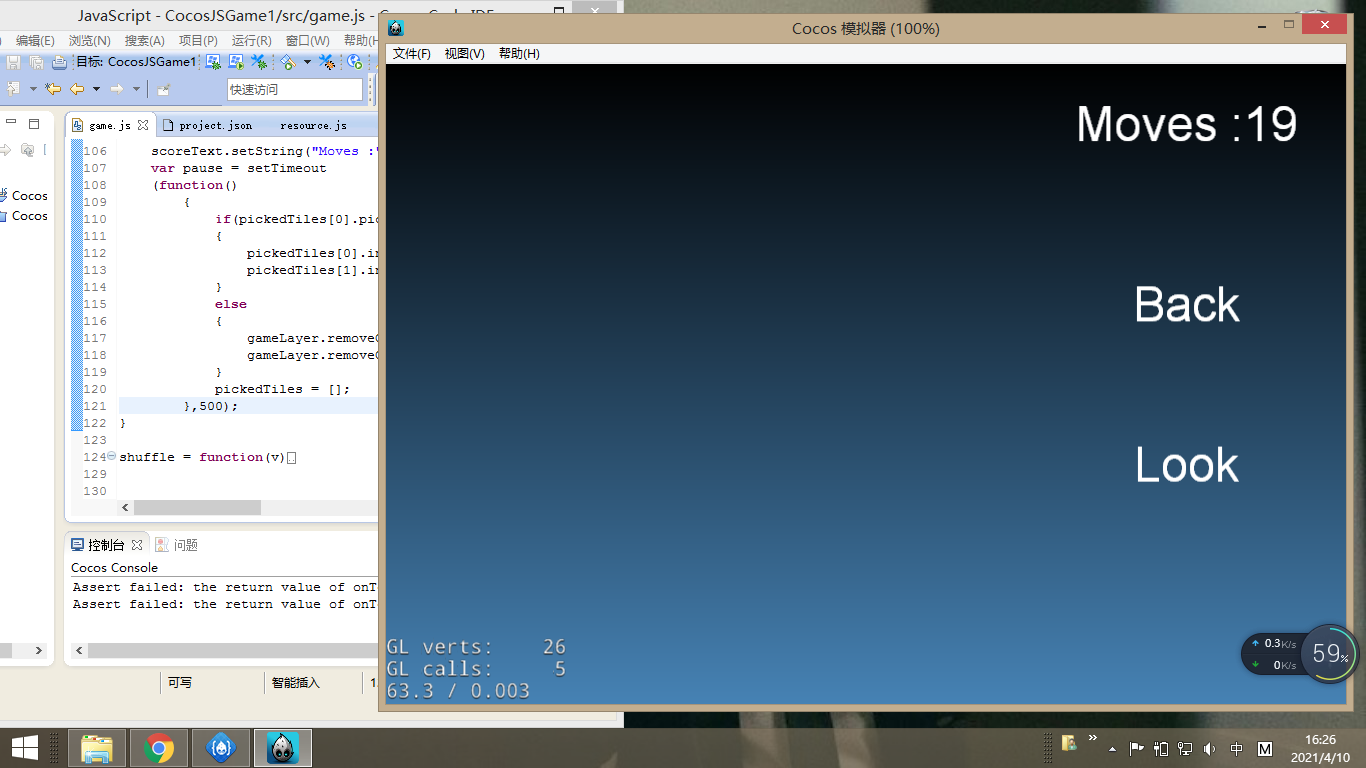 JavaScript - CocosJSGame1/src/game.js -
编辑(E) 浏览(N) 搜索(A) 项目(P) 运行(R) 窗口(W) 帮助(H
目标: CocosJSGame1
快速访问
game.js project.json resource.js
Cocos
Cocos
106 scoreText.setString("Moves :"
107 var pause = setTimeout
108 (function()
109 {
110 if(pickedTiles[0].pic
111 {
112 pickedTiles[0].in
113 pickedTiles[1].in
114 }
115 else
116 {
117 gameLayer.removeC
118 gameLayer.removeC
119 }
120 pickedTiles = [];
121 },500);
122 }
123
124 shuffle = function(v)
129
130
控制台 问题
Cocos Console
Assert failed: the return value of onT
Assert failed: the return value of onT
可写 智能插入 1
Cocos 模拟器 (100%)
文件(F) 视图(V) 帮助(H)
Moves :19
Back
Look
GL verts: 26
GL calls: 5
63.3 / 0.003
0.3K/s
0K/s
59%
中 M
16:26
2021/4/10